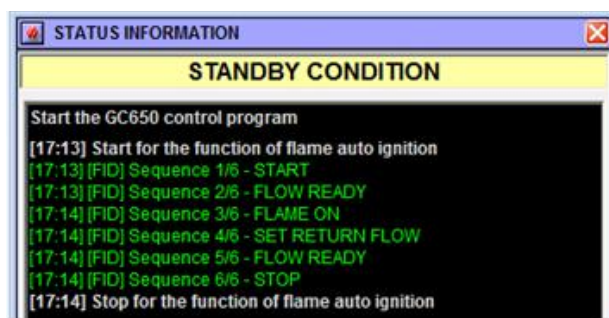 STATUS INFORMATION
STANDBY CONDITION
Start the GC650 control program
[17:13] Start for the function of flame auto ignition
[17:13] [FID] Sequence 1/6 - START
[17:13] [FID] Sequence 2/6 - FLOW READY
[17:14] [FID] Sequence 3/6 - FLAME ON
[17:14] [FID] Sequence 4/6 - SET RETURN FLOW
[17:14] [FID] Sequence 5/6 - FLOW READY
[17:14] [FID] Sequence 6/6 - STOP
[17:14] Stop for the function of flame auto ignition